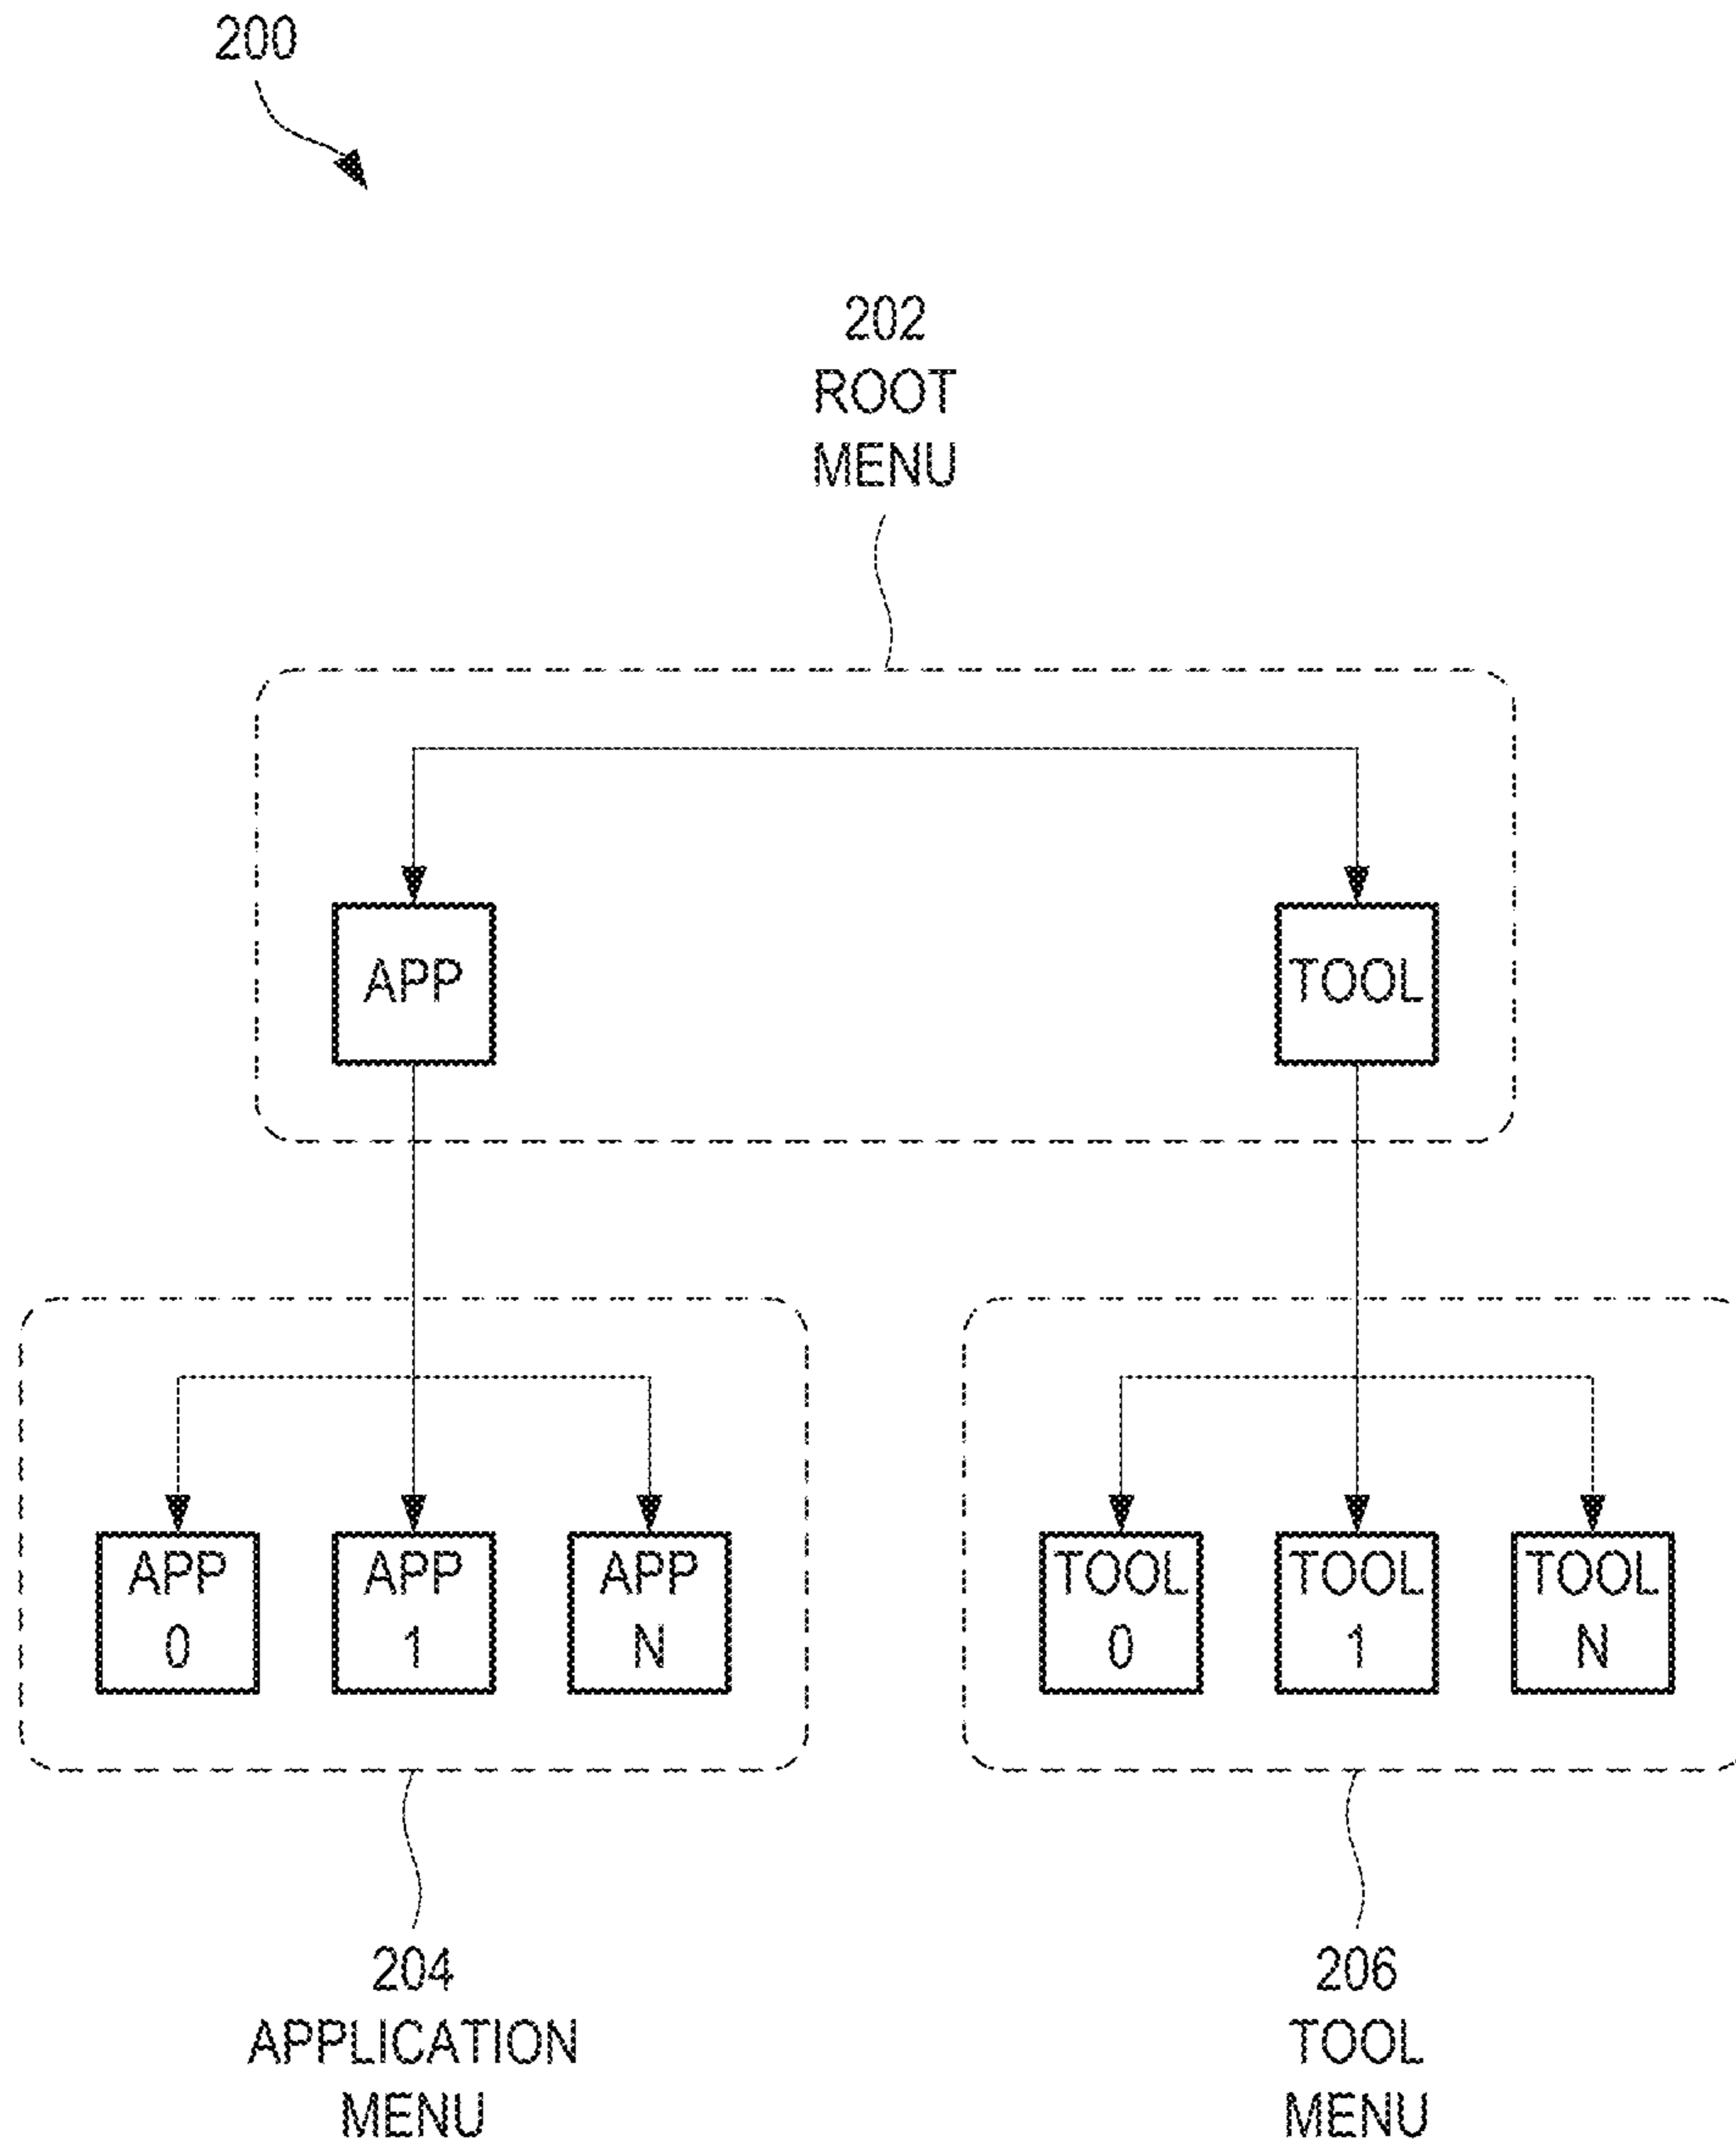 200
202
ROOT
MENU
APP
TOOL
APP
0
APP
1
APP
N
TOOL
0
TOOL
1
TOOL
N
204
APPLICATION
MENU
206
TOOL
MENU